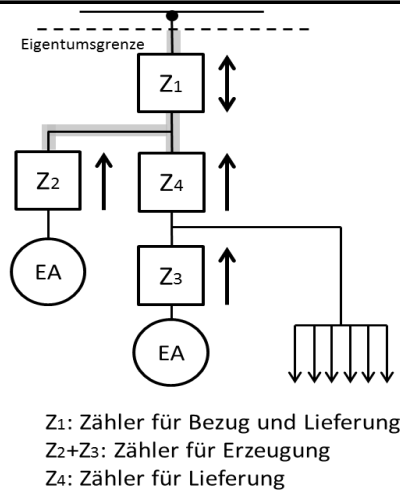 Eigentumsgrenze
Z1
Z2
Z4
EA
Z3
EA
Z1: Zähler für Bezug und Lieferung
Z2+Z3: Zähler für Erzeugung
Z4: Zähler für Lieferung